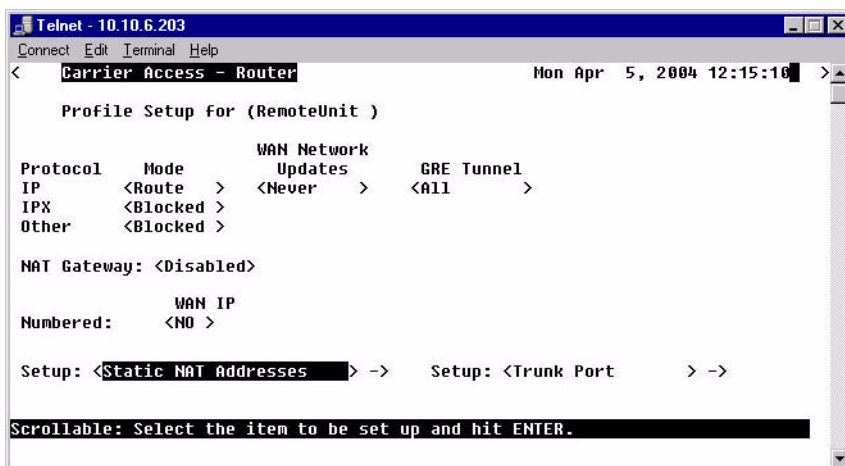 Telnet - 10.10.6.203
Connect Edit Terminal Help
< Carrier Access - Router Mon Apr 5, 2004 12:15:10 >
Profile Setup for (RemoteUnit )
WAN Network
Protocol Mode Updates GRE Tunnel
IP <Route > <Never > <All >
IPX <Blocked >
Other <Blocked >
NAT Gateway: <Disabled>
WAN IP
Numbered: <NO >
Setup: <Static NAT Addresses > -> Setup: <Trunk Port > ->
Scrollable: Select the item to be set up and hit ENTER.